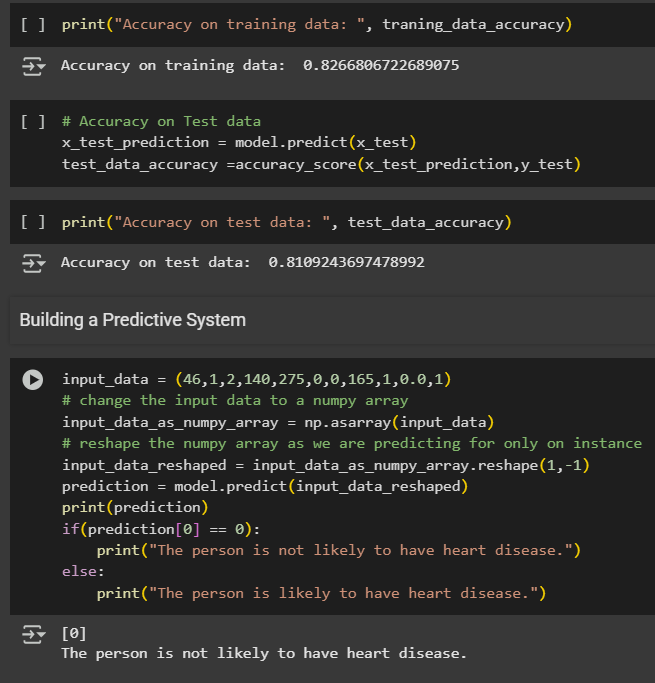 [ ] print("Accuracy on training data: ", traning_data_accuracy)
Accuracy on training data:  0.8266806722689075
[ ] # Accuracy on Test data
x_test_prediction = model.predict(x_test)
test_data_accuracy =accuracy_score(x_test_prediction,y_test)
[ ] print("Accuracy on test data: ", test_data_accuracy)
Accuracy on test data:  0.8109243697478992
Building a Predictive System
input_data = (46,1,2,140,275,0,0,165,1,0.0,1)
# change the input data to a numpy array
input_data_as_numpy_array = np.asarray(input_data)
# reshape the numpy array as we are predicting for only on instance
input_data_reshaped = input_data_as_numpy_array.reshape(1,-1)
prediction = model.predict(input_data_reshaped)
print(prediction)
if(prediction[0] == 0):
    print("The person is not likely to have heart disease.")
else:
    print("The person is likely to have heart disease.")
[0]
The person is not likely to have heart disease.